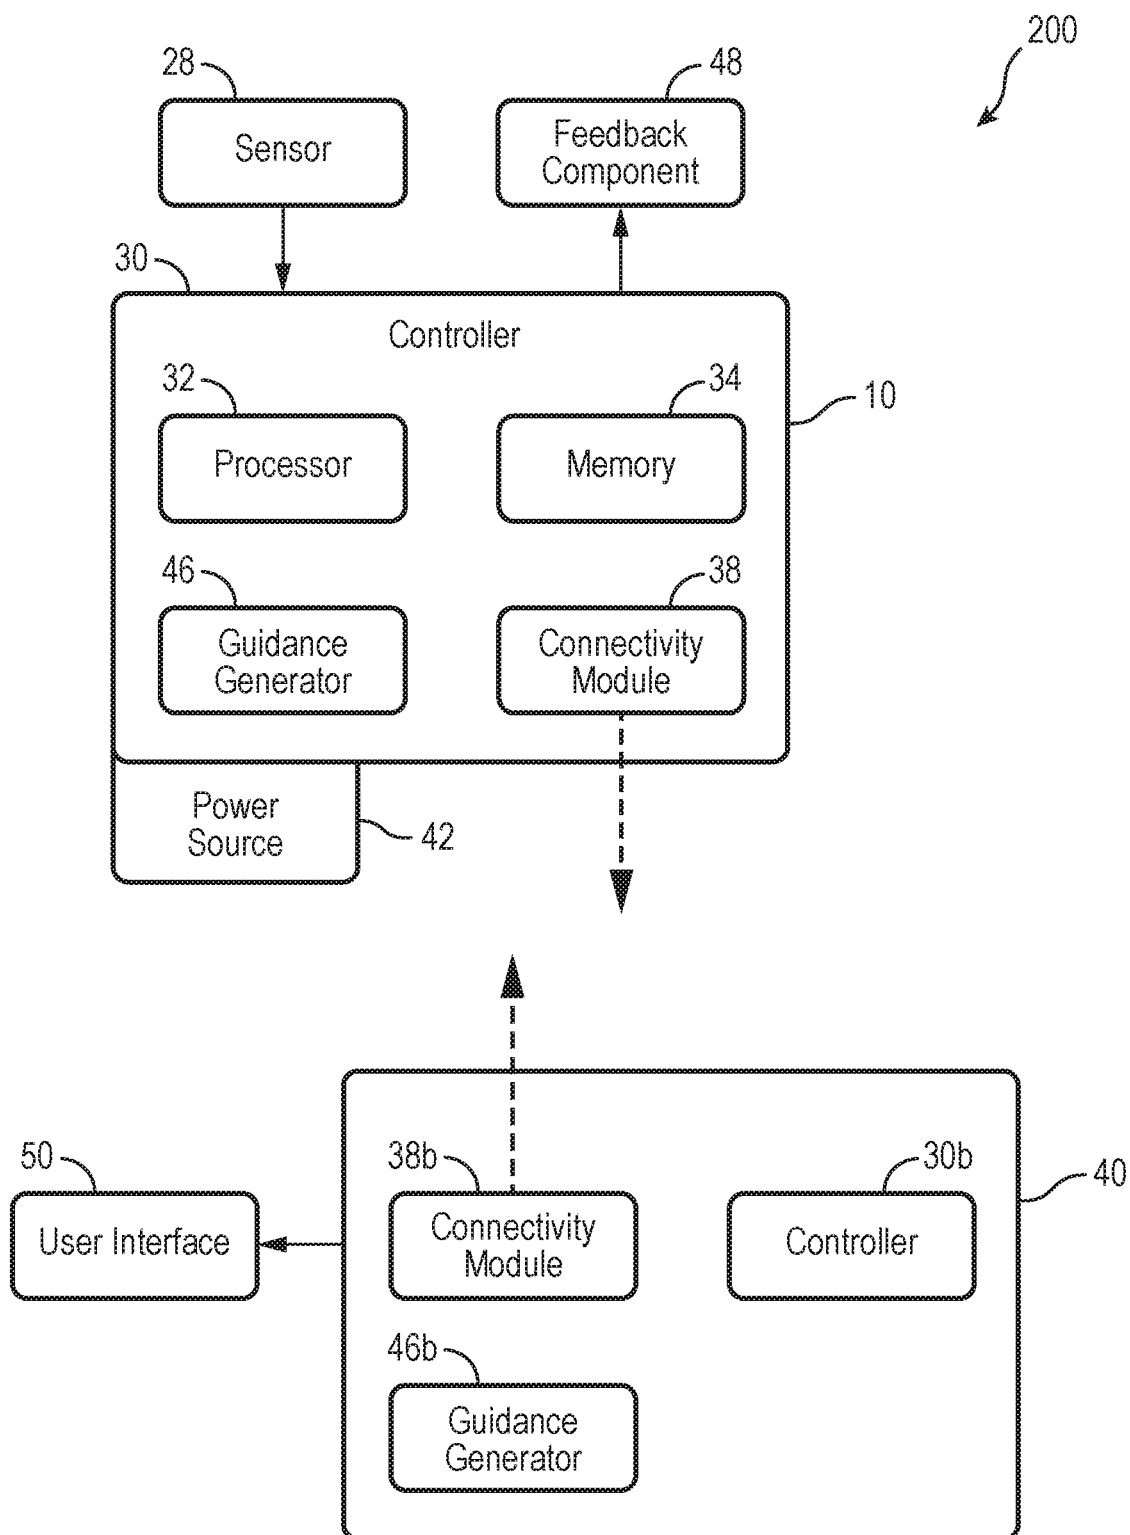 200
28
48
Sensor
Feedback
Component
30
Controller
32
34
10
Processor
Memory
46
38
Guidance
Generator
Connectivity
Module
Power
Source
42
50
38b
30b
40
User Interface
Connectivity
Module
Controller
46b
Guidance
Generator